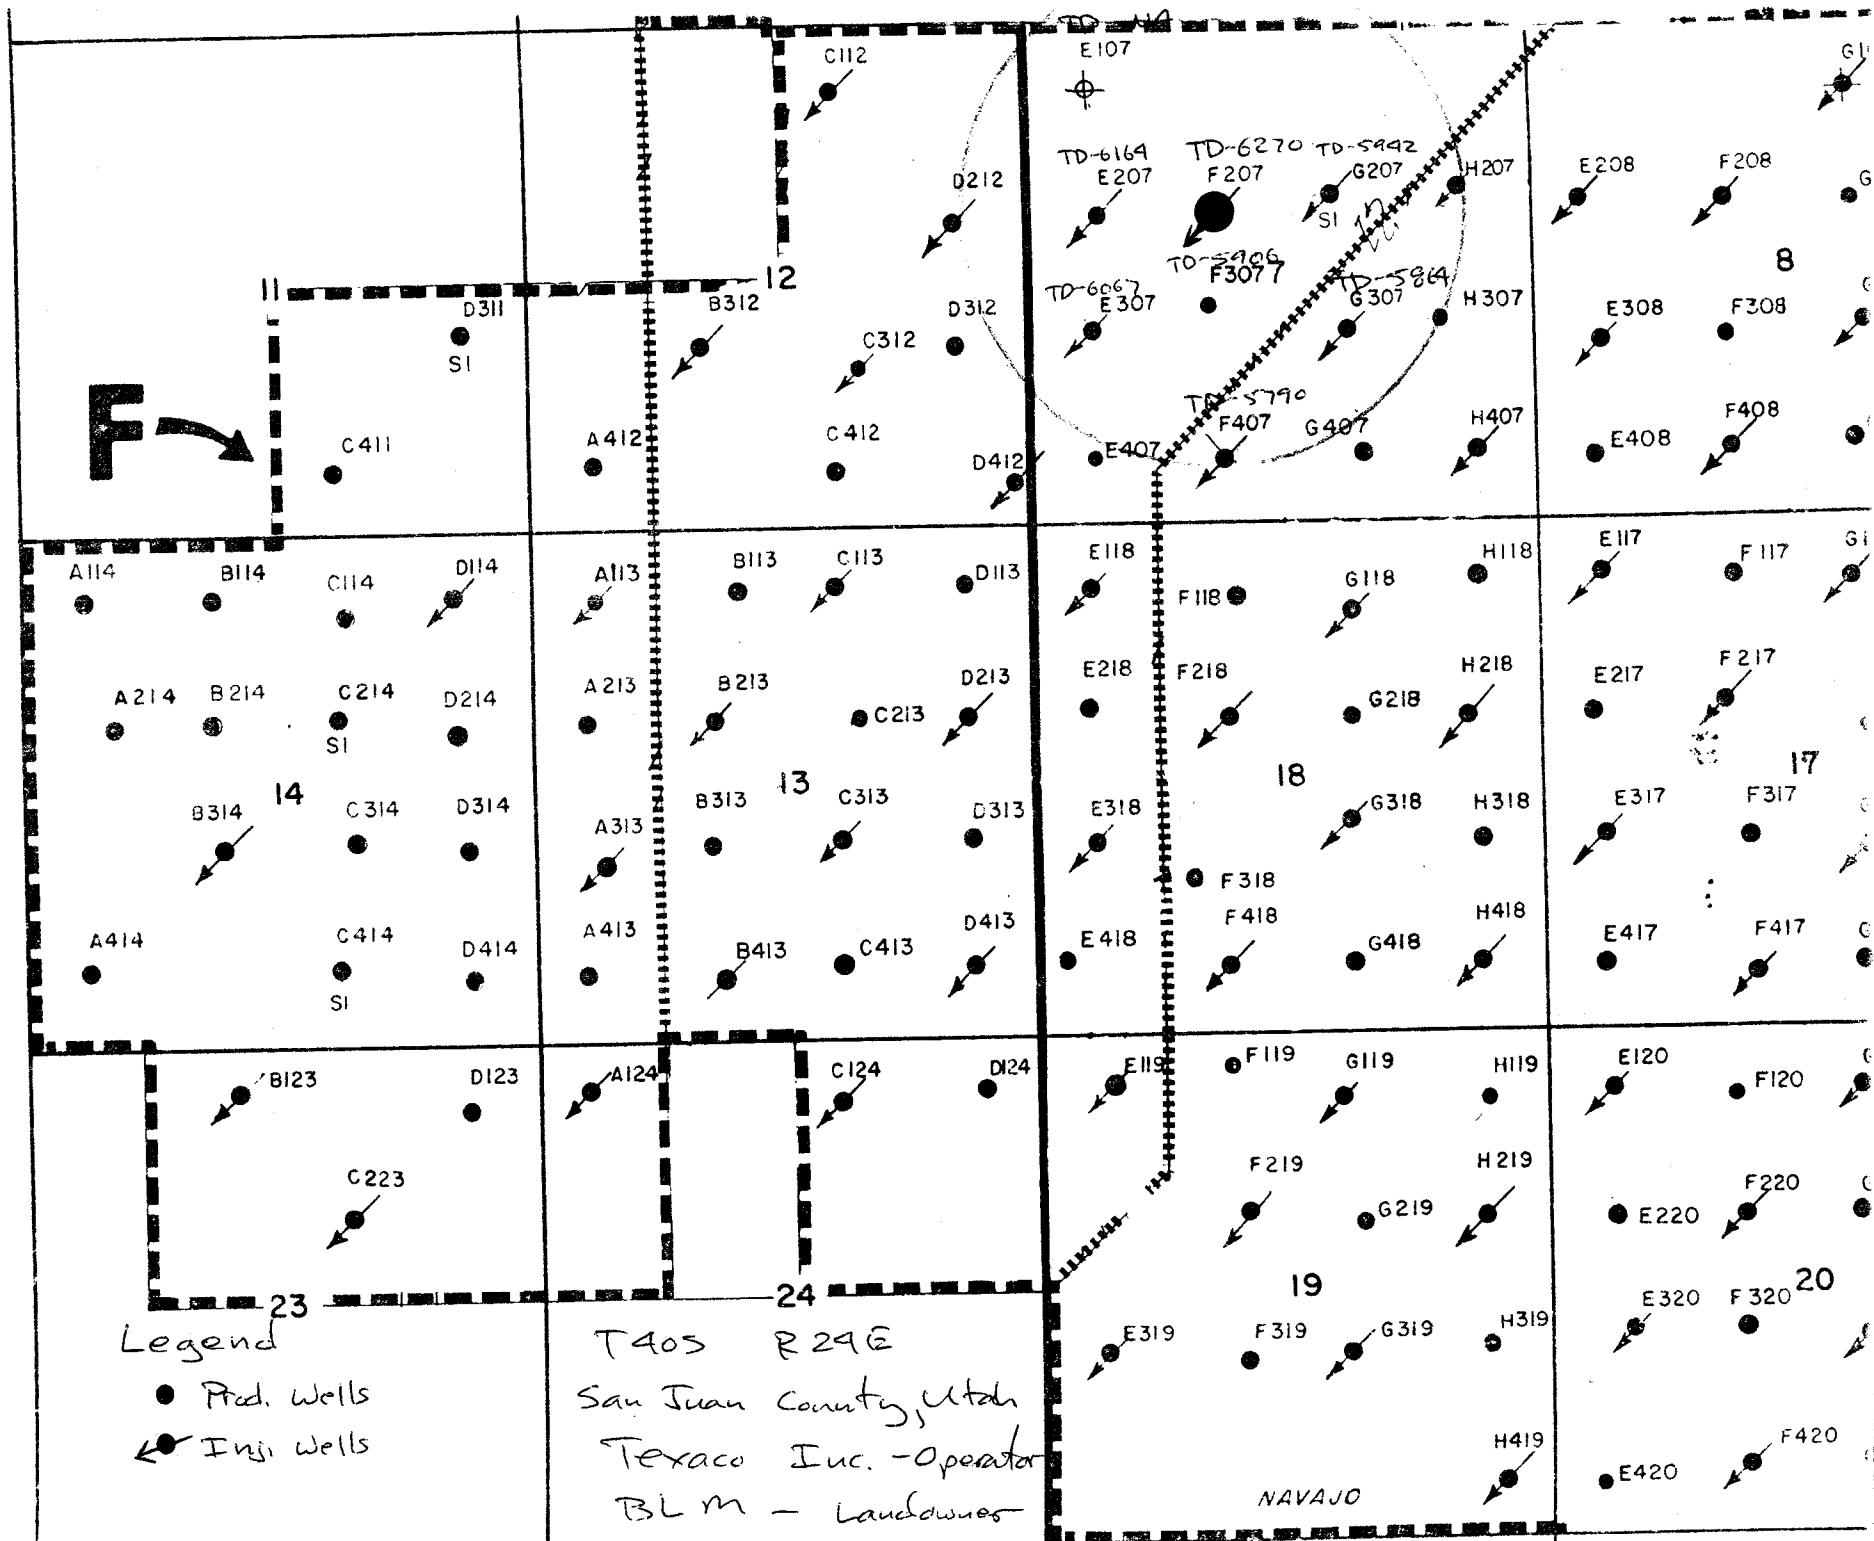 TD-NA
C112
E107
TD-6164 TD-6270 TD-5942
D212 E207 F207 G207 H207 E208 F208
SI
8
11 12
TD-5906
F307 7
TD-6067 TD-5864
D311 B312 D312 E307 G307 H307 E308 F308
SI
C312
F
TD-5790
C411 A412 C412 D412 E407 F407 G407 H407 E408 F408
A114 B114 C114 D114 A113 B113 C113 D113 E118 F118 G118 H118 E117 F117
A214 B214 C214 D214 A213 B213 C213 D213 E218 F218 G218 H218 E217 F217
SI
14 13 18 17
B314 C314 D314 A313 B313 C313 D313 E318 G318 H318 E317 F317
F318
A414 C414 D414 A413 B413 C413 D413 E418 F418 G418 H418 E417 F417
SI
B123 D123 A124 C124 D124 E119 F119 G119 H119 E120 F120
C223 F219 G219 H219 E220 F220
23 24 19 20
E319 F319 G319 H319 E320 F320
H419 E420 F420
NAVAJO
Legend
Prod. Wells
Inj. Wells
T40S R24E
San Juan County, Utah
Texaco Inc. - Operator
BLM - Landowner